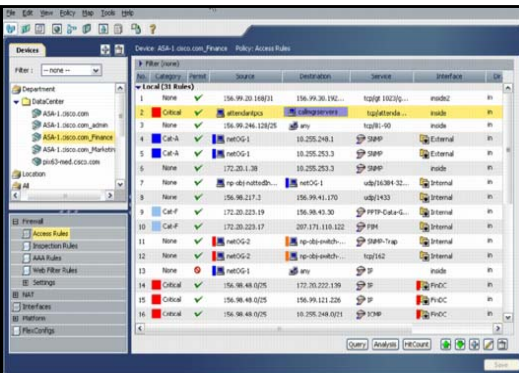 File Edit View Policy Map Tools Help
Devices
Device: ASA-1.cisco.com_Finance Policy: Access Rules
Filter: -- none --
Filter (none)
Department
DataCenter
ASA-1.cisco.com
ASA-1.cisco.com_admin
ASA-1.cisco.com_Finance
ASA-1.cisco.com_Marketin
pix63-med.cisco.com
Location
All
Firewall
Access Rules
Inspection Rules
AAA Rules
Web Filter Rules
Settings
NAT
Interfaces
Platform
FlexConfigs
No. Category Permit Source Destination Service Interface Dir
Local (31 Rules)
1 None 156.99.20.168/31 156.99.30.192... tcp/gt 1023/g... inside2 in
2 Critical attendantpcs callingservers tcp/attenda... inside in
3 None 156.99.246.128/25 any tcp/81-90 inside in
4 Cat-A netOG-1 10.255.248.1 SNMP External in
5 Cat-A netOG-1 10.255.253.3 SNMP External in
6 None 172.20.1.38 10.255.253.3 SNMP inside in
7 None np-obj-nattedIn... netOG-1 udp/16384-32... Internal in
8 None 156.98.217.3 156.99.41.170 udp/1433 Internal in
9 Cat-F 172.20.223.19 156.98.43.30 PPTP-Data-G... External in
10 Cat-F 172.20.223.17 207.171.110.122 PIM External in
11 None netOG-2 np-obj-switch-... SNMP-Trap Internal in
12 None netOG-1 np-obj-switch-... tcp/162 Internal in
13 None netOG-1 any IP inside in
14 Critical 156.98.48.0/25 172.20.222.139 IP FinDC in
15 Critical 156.98.48.0/25 156.99.121.226 IP FinDC in
16 Critical 156.98.48.0/25 10.255.248.0/21 ICMP FinDC in
Query Analysis HitCount
Save